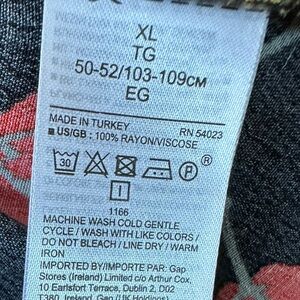 XL
TG
50-52/103-109CM
EG
MADE IN TURKEY RN 54023
■ US/GB : 100% RAYON/VISCOSE
30 P ®
I
1166
MACHINE WASH COLD GENTLE
CYCLE / WASH WITH LIKE COLORS /
DO NOT BLEACH / LINE DRY / WARM
IRON
IMPORTED BY/IMPORTE PAR: Gap
Stores (Ireland) Limited c/o Arthur Cox,
10 Earlsfort Terrace, Dublin 2, D02
T380, Ireland, Gap (UK Holdings)